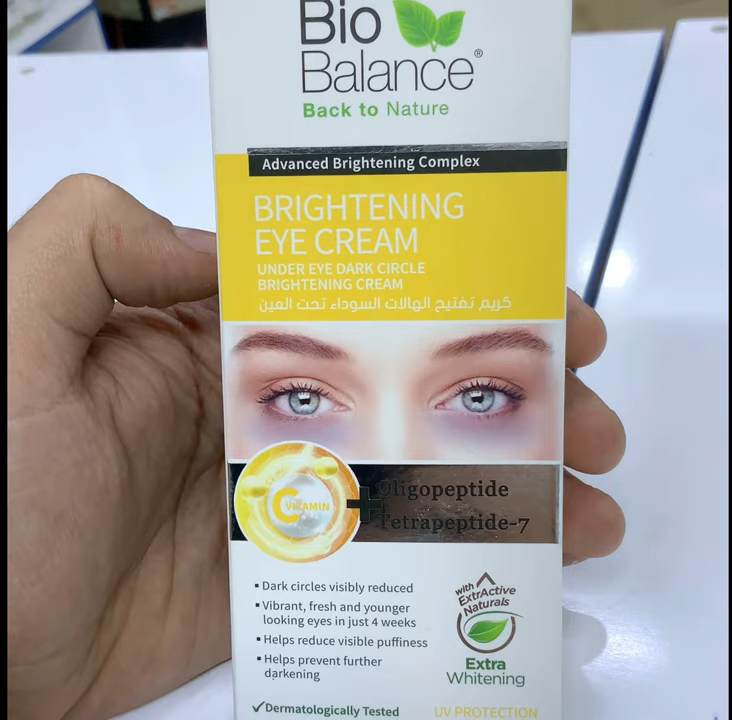 Bio
Balance®
Back to Nature
Advanced Brightening Complex
BRIGHTENING
EYE CREAM
UNDER EYE DARK CIRCLE
BRIGHTENING CREAM
كريم تفتيح الهالات السوداء تحت العين
C VITAMIN
+ Oligopeptide
Tetrapeptide-7
▪ Dark circles visibly reduced
▪ Vibrant, fresh and younger
looking eyes in just 4 weeks
▪ Helps reduce visible puffiness
▪ Helps prevent further
darkening
with
ExtrActive
Naturals
Extra
Whitening
✓Dermatologically Tested
UV PROTECTION